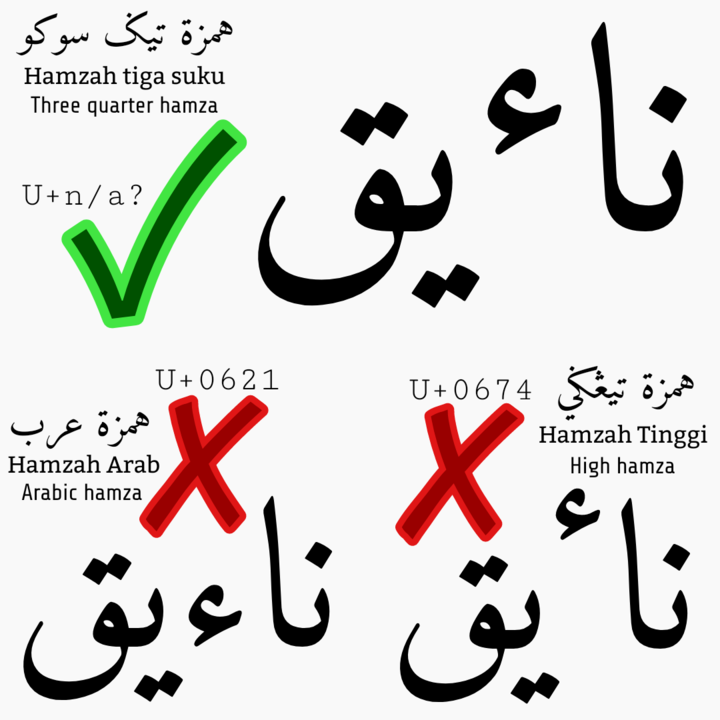 همزة تيݢ سوکو
Hamzah tiga suku
Three quarter hamza
U+n/a?
ناءيق
U+0621
همزة عرب
Hamzah Arab
Arabic hamza
ناءيق
U+0674
همزة تيڠݢي
Hamzah Tinggi
High hamza
ناٴيق